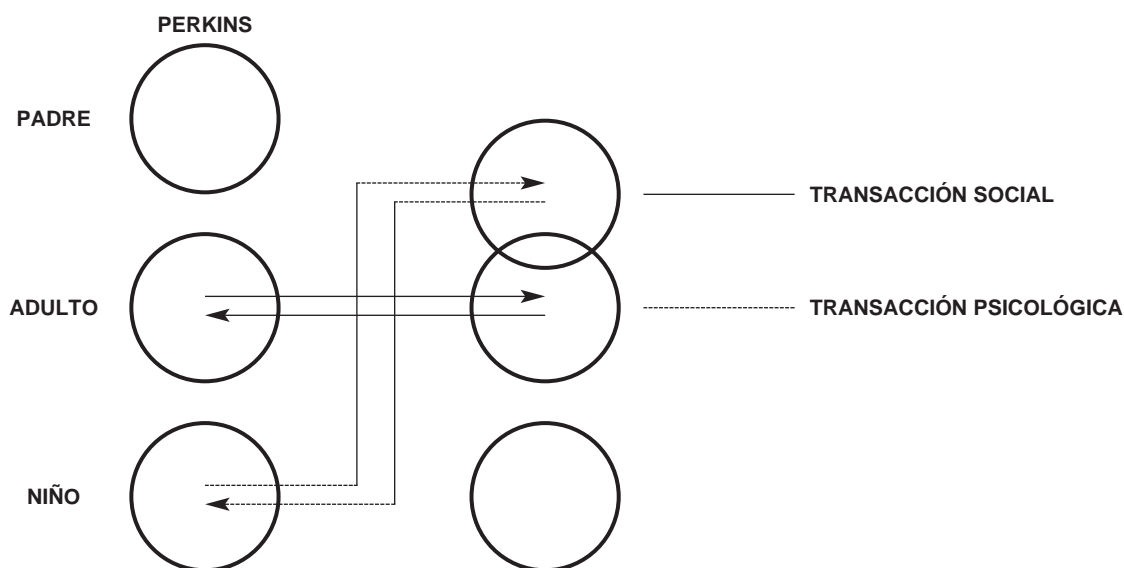 PERKINS
PADRE
TRANSACCIÓN SOCIAL
ADULTO
TRANSACCIÓN PSICOLÓGICA
NIÑO